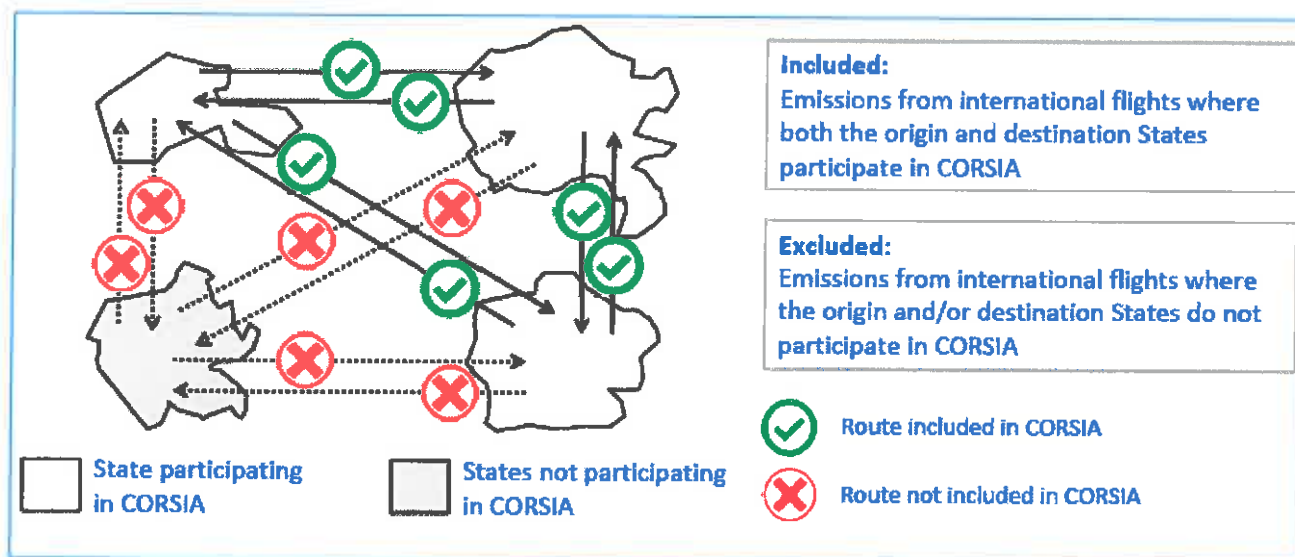 Included:
Emissions from international flights where
both the origin and destination States
participate in CORSIA
Excluded:
Emissions from international flights where
the origin and/or destination States do not
participate in CORSIA
Route included in CORSIA
Route not included in CORSIA
State participating
in CORSIA
States not participating
in CORSIA